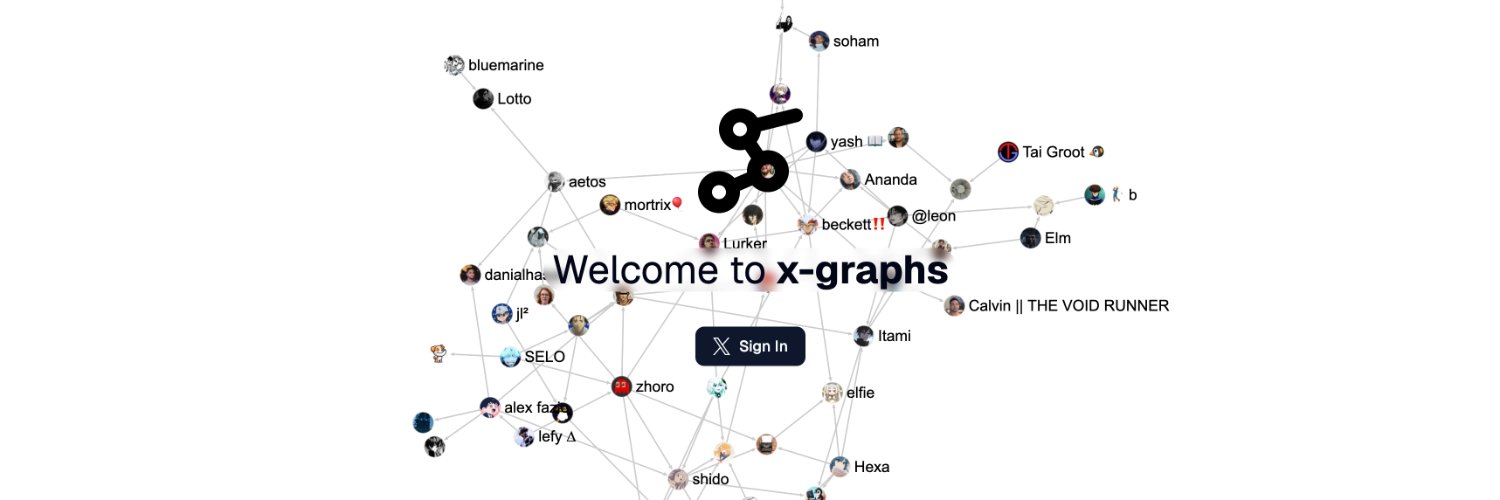 soham
bluemarine
Lotto
yash 📖
Tai Groot
Ananda
aetos
b
mortrix🎈
@leon
beckett‼️
Elm
Lurker
Welcome to x-graphs
danialha
Calvin || THE VOID RUNNER
jl²
Itami
Sign In
SELO
zhoro
elfie
alex fazio
lefy Δ
Hexa
shido